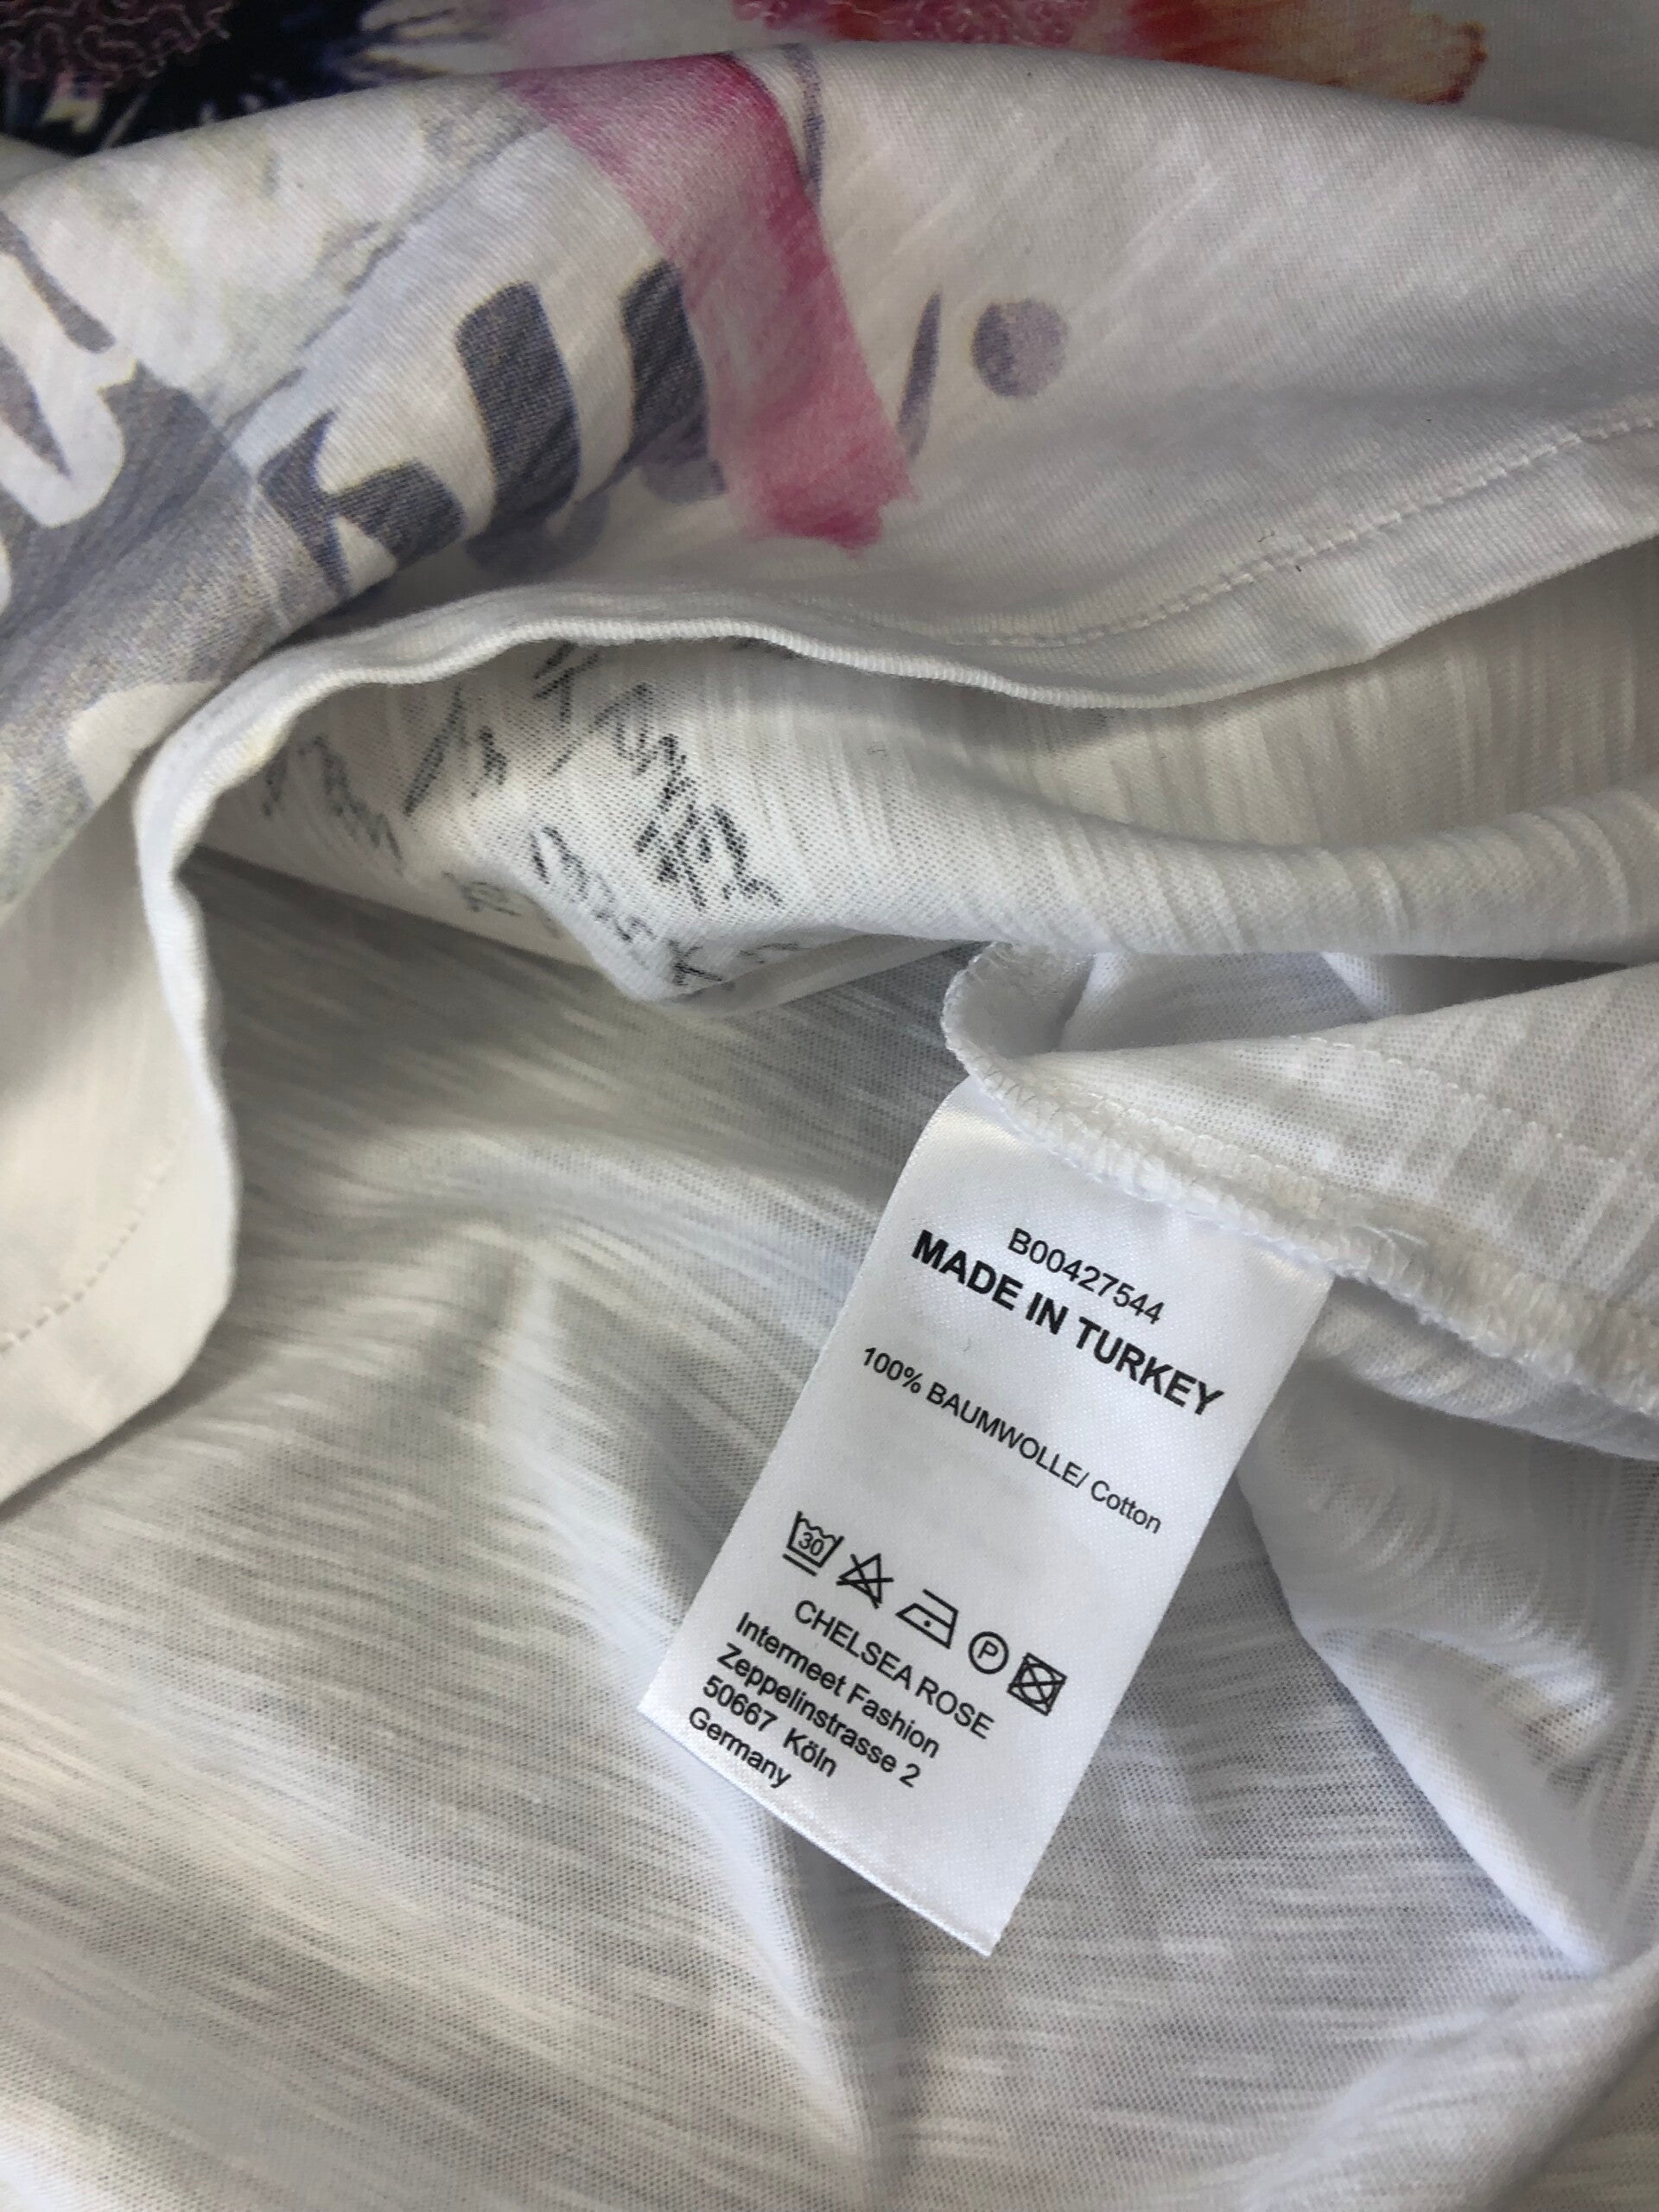 B00427544
MADE IN TURKEY
100% BAUMWOLLE/ Cotton
30
P
CHELSEA ROSE
Intermeet Fashion
Zeppelinstrasse 2
50667 Köln
Germany